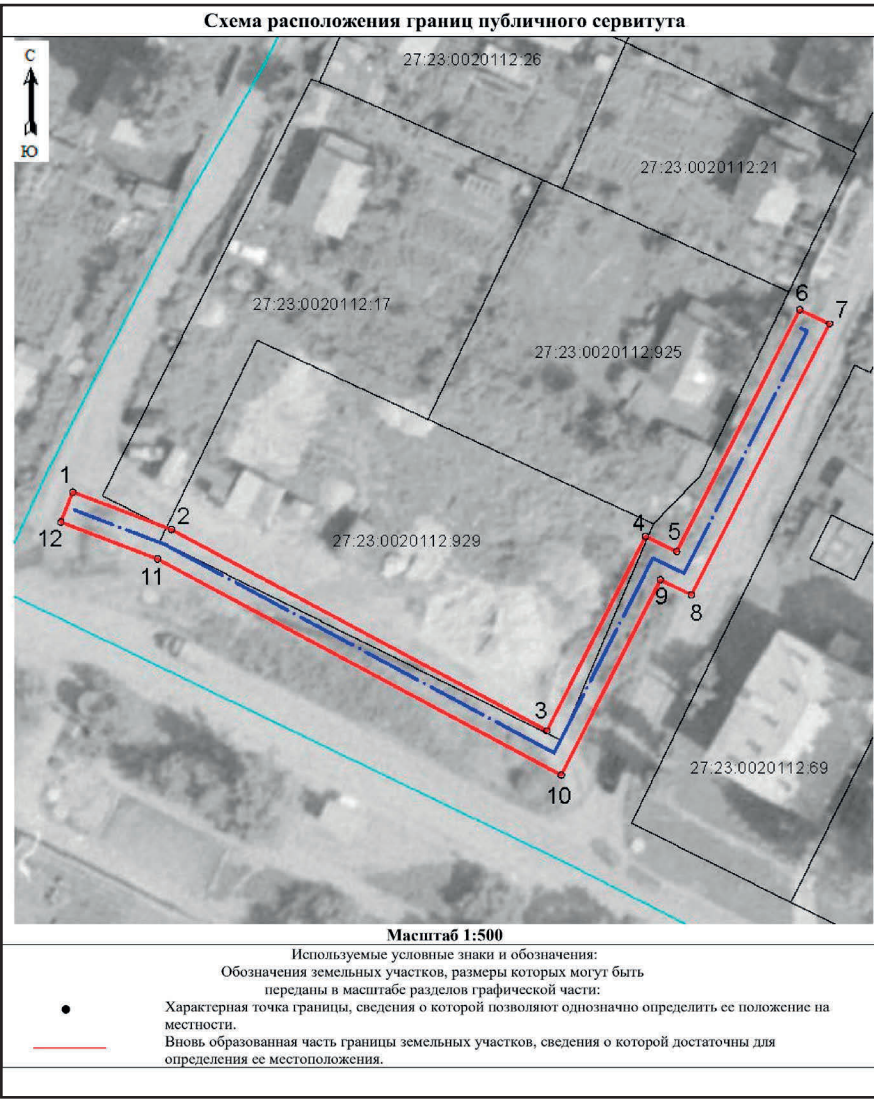 Схема расположения границ публичного сервитута
С
Ю
27:23:0020112:26
27:23:0020112:21
27:23:0020112:17
6
7
27:23:0020112:925
1
2
12
27:23:0020112:929
4
5
11
9
8
3
10
27:23:0020112:69
Масштаб 1:500
Используемые условные знаки и обозначения:
Обозначения земельных участков, размеры которых могут быть
переданы в масштабе разделов графической части:
Характерная точка границы, сведения о которой позволяют однозначно определить ее положение на
местности.
Вновь образованная часть границы земельных участков, сведения о которой достаточны для
определения ее местоположения.